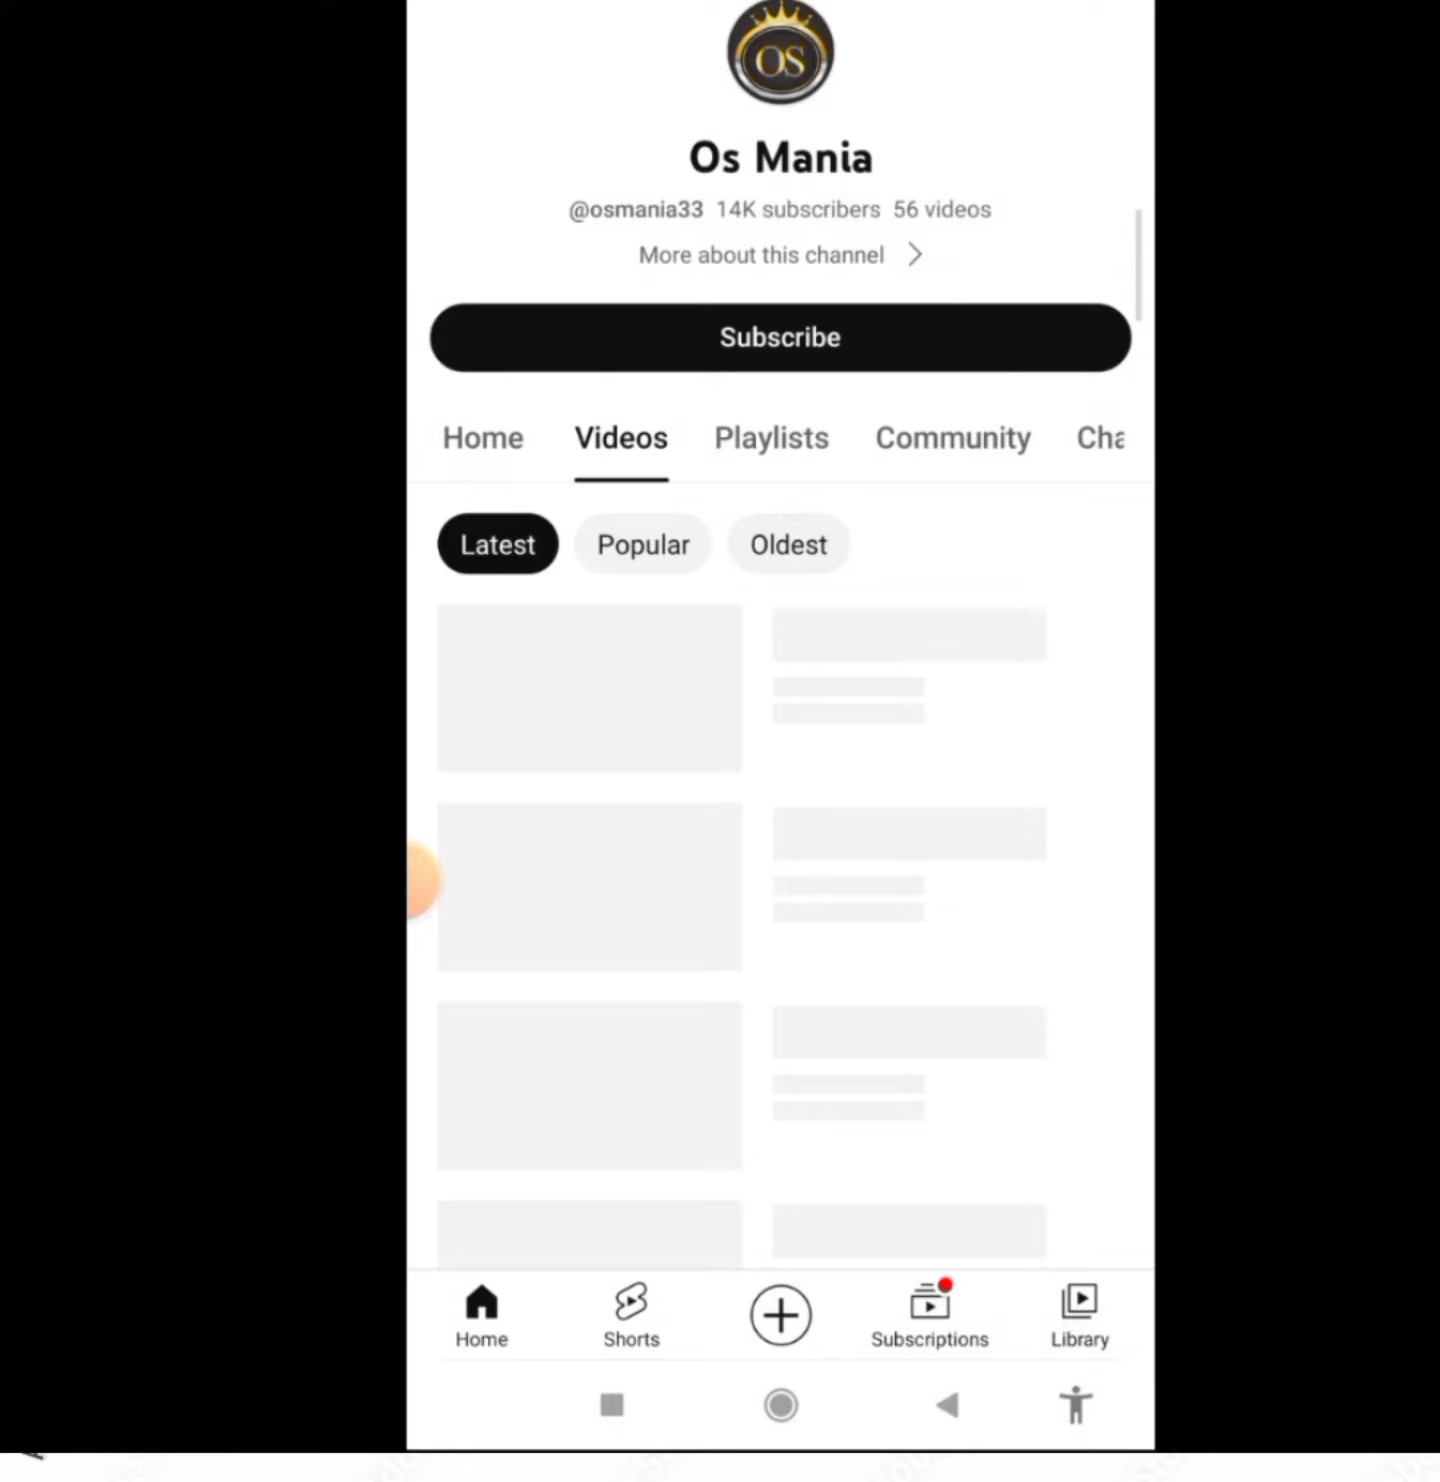 OS
Os Mania
@osmania33 14K subscribers 56 videos
More about this channel
Subscribe
Home Videos Playlists Community Cha
Latest Popular Oldest
Home Shorts Subscriptions Library